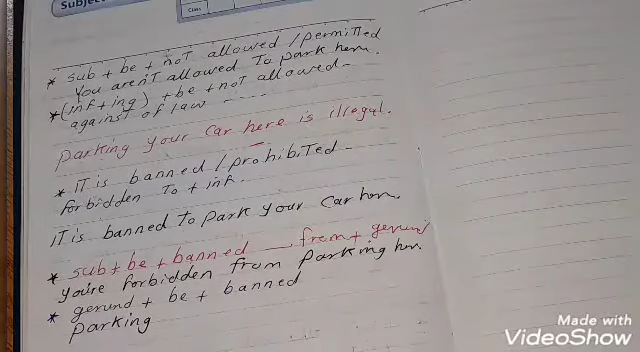 Subject
Class
* sub + be + not allowed / permitted
You aren't allowed To park here.
* (inf + ing) + be + not allowed -
against of law - - - -
Parking your car here is illegal.
* IT is banned / prohibited -
forbidden To + inf.
IT is banned to park your car here.
* sub + be + banned __ from + gerund
you're forbidden from parking here.
* gerund + be + banned
Parking
Made with
VideoShow